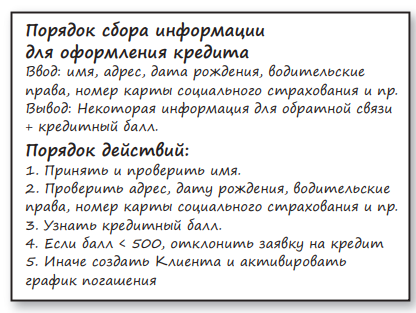 Порядок сбора информации
для оформления кредита
Ввод: имя, адрес, дата рождения, водительские
права, номер карты социального страхования и пр.
Вывод: Некоторая информация для обратной связи
+ кредитный балл.
Порядок действий:
1. Принять и проверить имя.
2. Проверить адрес, дату рождения, водительские
права, номер карты социального страхования и пр.
3. Узнать кредитный балл.
4. Если балл < 500, отклонить заявку на кредит
5. Иначе создать Клиента и активировать
график погашения